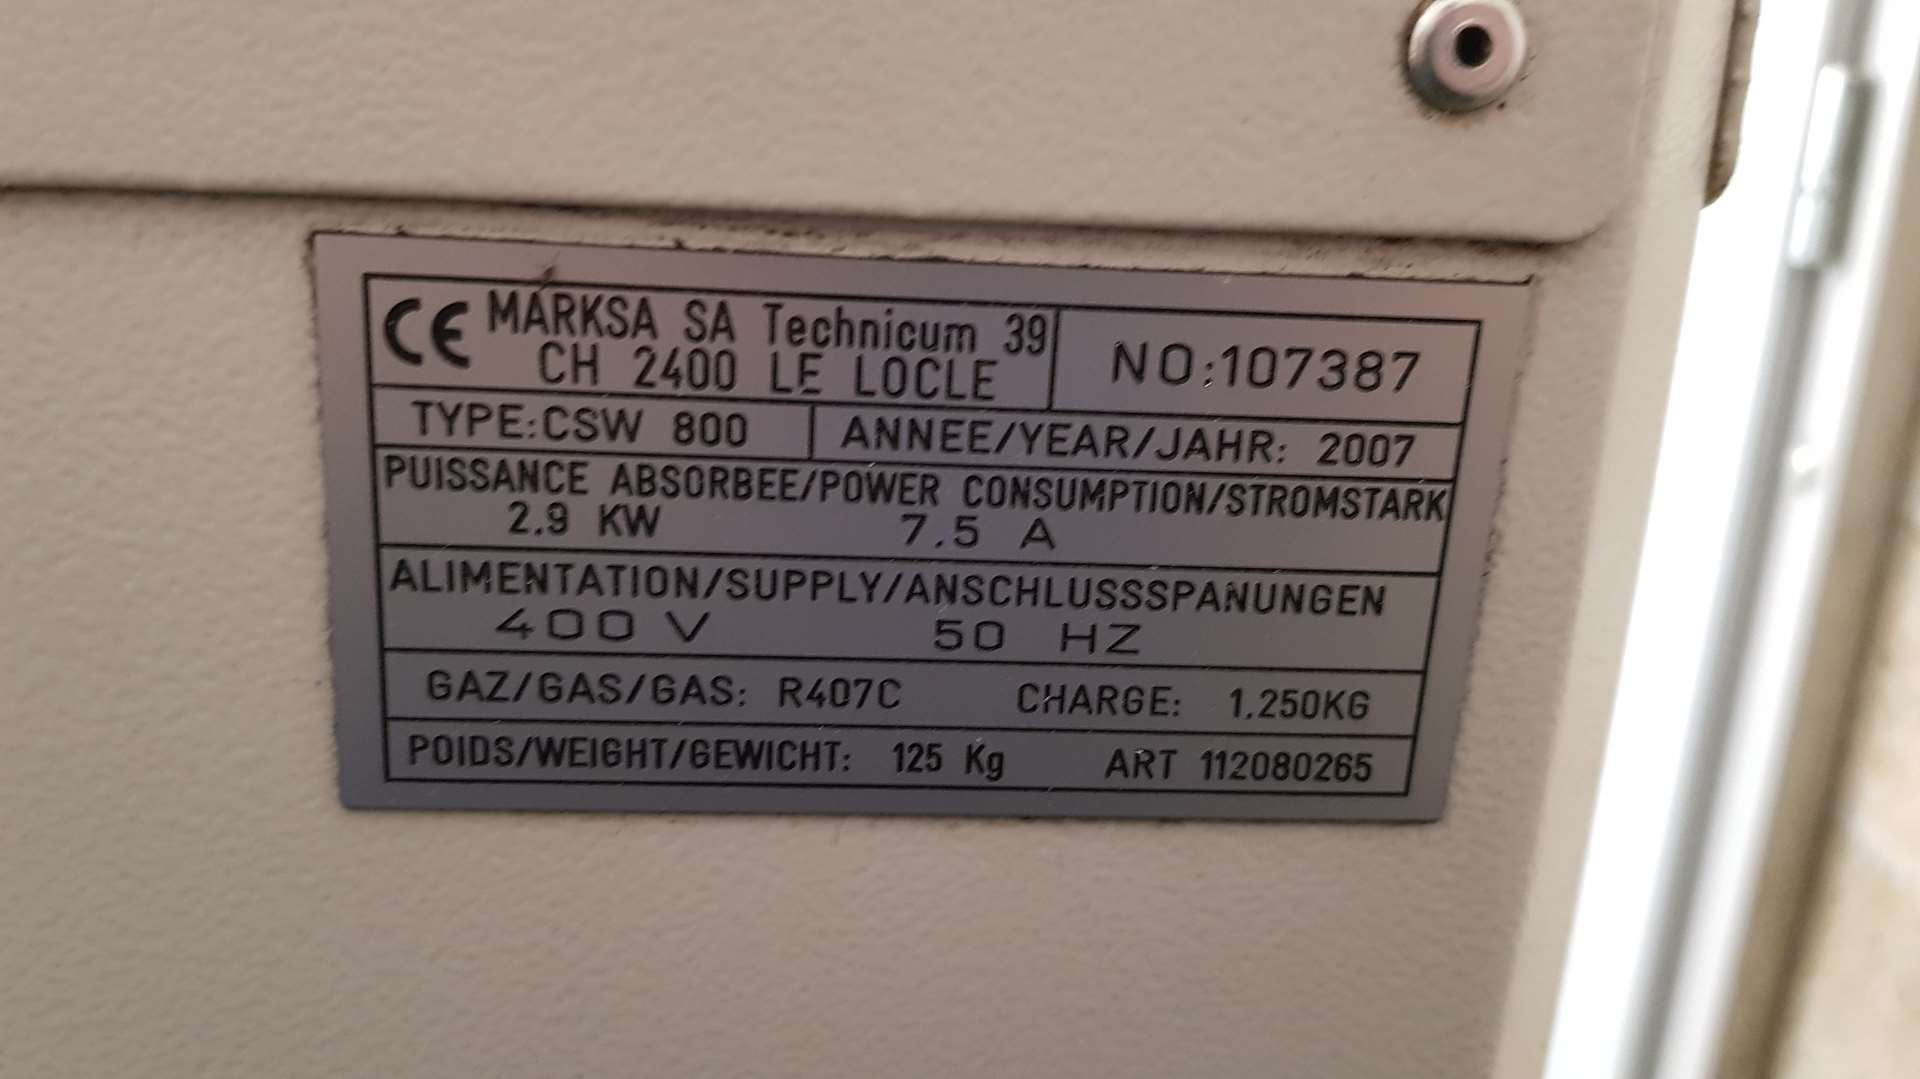 CE MARKSA SA Technicum 39
CH 2400 LE LOCLE
NO:107387
TYPE:CSW 800
ANNEE/YEAR/JAHR: 2007
PUISSANCE ABSORBEE/POWER CONSUMPTION/STROMSTARK
2.9 KW 7.5 A
ALIMENTATION/SUPPLY/ANSCHLUSSSPANUNGEN
400 V 50 HZ
GAZ/GAS/GAS: R407C CHARGE: 1.250KG
POIDS/WEIGHT/GEWICHT: 125 Kg ART 112080265